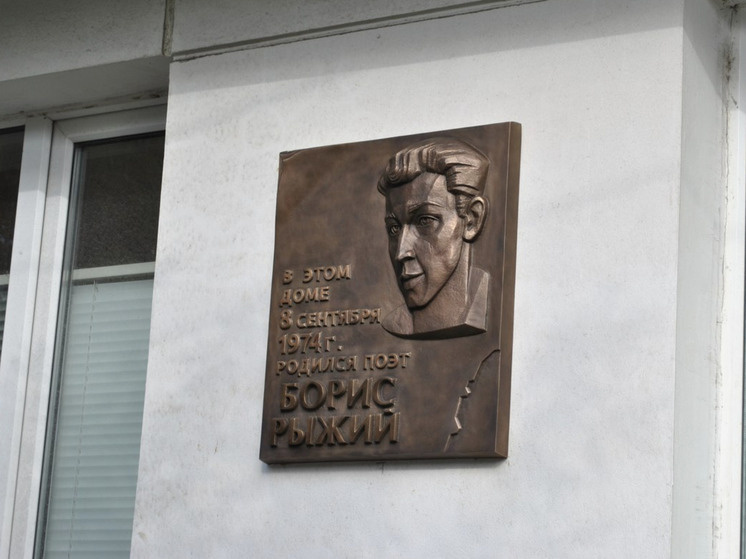 В ЭТОМ
ДОМЕ
8 СЕНТЯБРЯ
1974 Г.
РОДИЛСЯ ПОЭТ
БОРИС
РЫЖИЙ